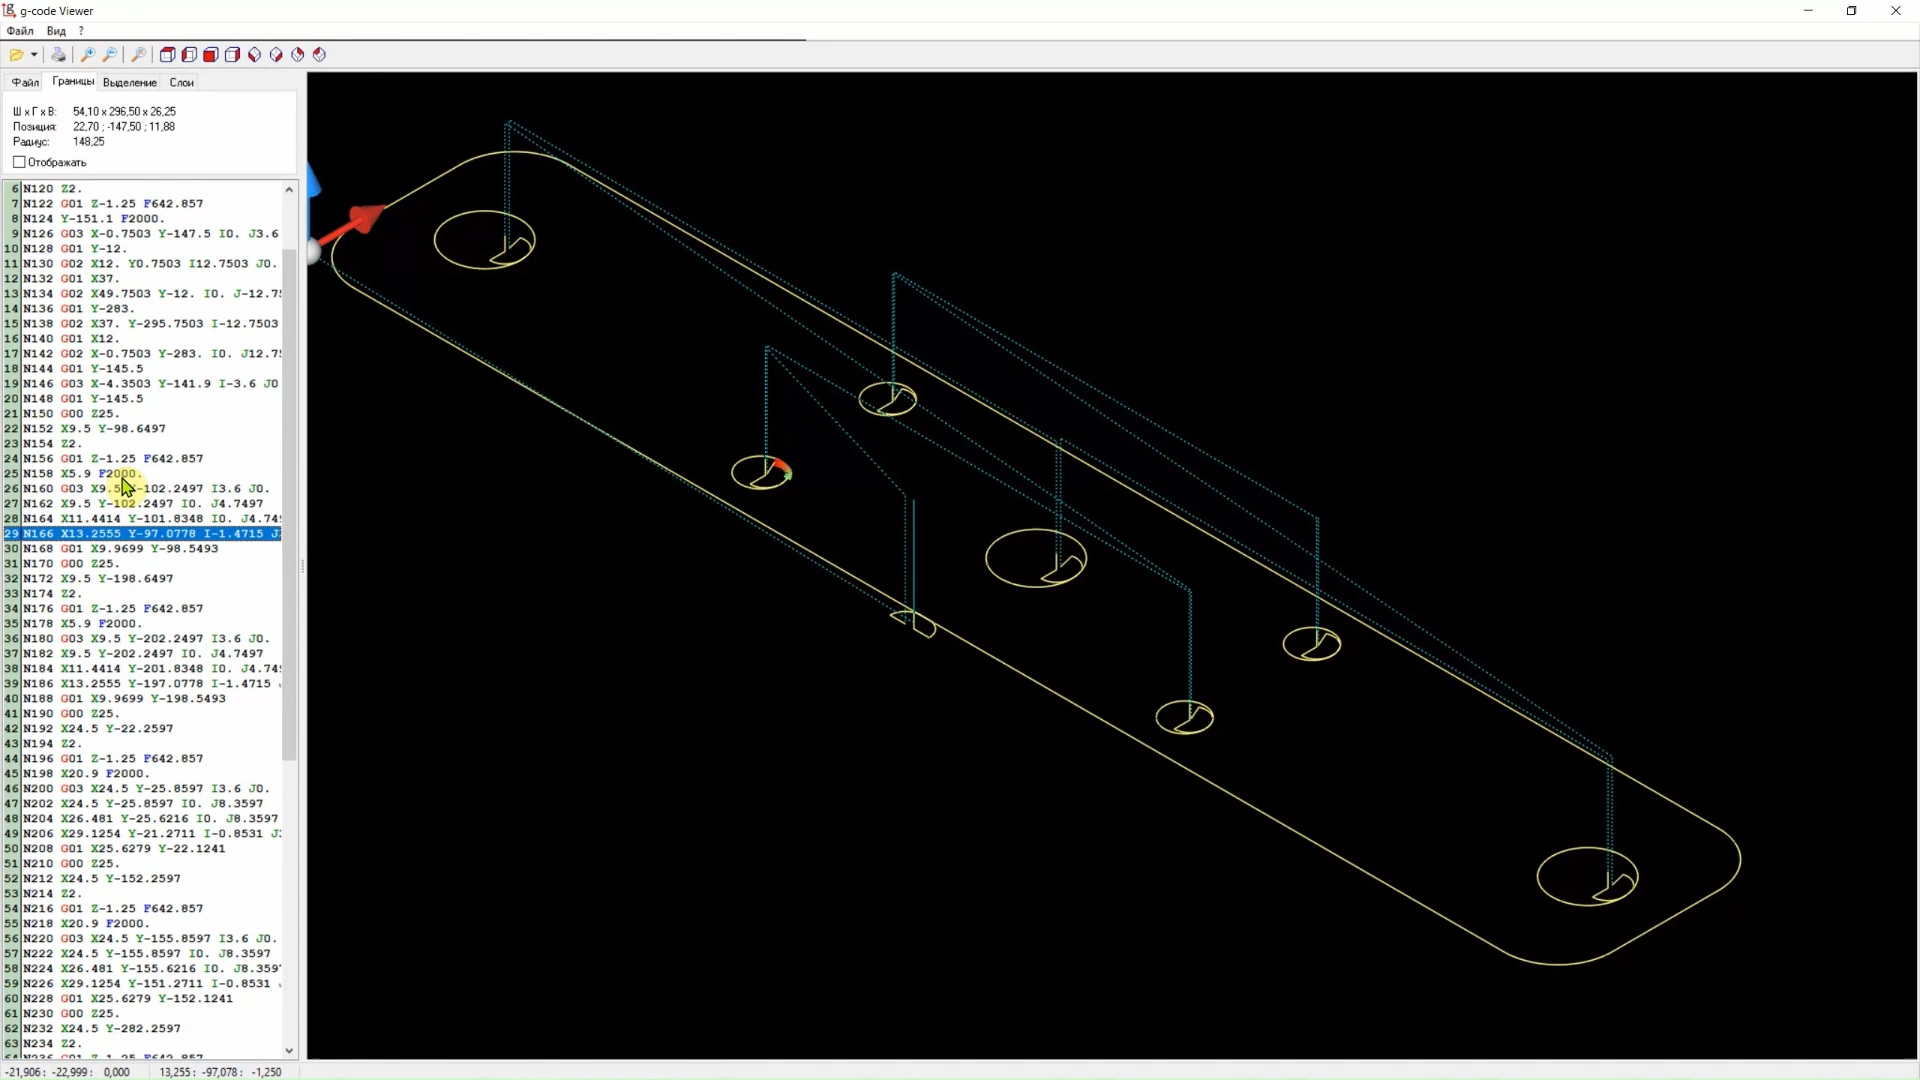 g-code Viewer
Файл Вид ?
Файл Границы Выделение Слои
Ш x Г x В: 54,10 x 296,50 x 26,25
Позиция: 22,70 ; -147,50 ; 11,88
Радиус: 148,25
Отображать
6 N120 Z2.
7 N122 G01 Z-1.25 F642.857
8 N124 Y-151.1 F2000.
9 N126 G03 X-0.7503 Y-147.5 I0. J3.6
10 N128 G01 Y-12.
11 N130 G02 X12. Y0.7503 I12.7503 J0.
12 N132 G01 X37.
13 N134 G02 X49.7503 Y-12. I0. J-12.7
14 N136 G01 Y-283.
15 N138 G02 X37. Y-295.7503 I-12.7503
16 N140 G01 X12.
17 N142 G02 X-0.7503 Y-283. I0. J12.7
18 N144 G01 Y-145.5
19 N146 G03 X-4.3503 Y-141.9 I-3.6 J0
20 N148 G01 Y-145.5
21 N150 G00 Z25.
22 N152 X9.5 Y-98.6497
23 N154 Z2.
24 N156 G01 Z-1.25 F642.857
25 N158 X5.9 F2000.
26 N160 G03 X9.5 Y-102.2497 I3.6 J0.
27 N162 X9.5 Y-102.2497 I0. J4.7497
28 N164 X11.4414 Y-101.8348 I0. J4.74
29 N166 X13.2555 Y-97.0778 I-1.4715 J
30 N168 G01 X9.9699 Y-98.5493
31 N170 G00 Z25.
32 N172 X9.5 Y-198.6497
33 N174 Z2.
34 N176 G01 Z-1.25 F642.857
35 N178 X5.9 F2000.
36 N180 G03 X9.5 Y-202.2497 I3.6 J0.
37 N182 X9.5 Y-202.2497 I0. J4.7497
38 N184 X11.4414 Y-201.8348 I0. J4.74
39 N186 X13.2555 Y-197.0778 I-1.4715
40 N188 G01 X9.9699 Y-198.5493
41 N190 G00 Z25.
42 N192 X24.5 Y-22.2597
43 N194 Z2.
44 N196 G01 Z-1.25 F642.857
45 N198 X20.9 F2000.
46 N200 G03 X24.5 Y-25.8597 I3.6 J0.
47 N202 X24.5 Y-25.8597 I0. J8.3597
48 N204 X26.481 Y-25.6216 I0. J8.3597
49 N206 X29.1254 Y-21.2711 I-0.8531 J
50 N208 G01 X25.6279 Y-22.1241
51 N210 G00 Z25.
52 N212 X24.5 Y-152.2597
53 N214 Z2.
54 N216 G01 Z-1.25 F642.857
55 N218 X20.9 F2000.
56 N220 G03 X24.5 Y-155.8597 I3.6 J0.
57 N222 X24.5 Y-155.8597 I0. J8.3597
58 N224 X26.481 Y-155.6216 I0. J8.359
59 N226 X29.1254 Y-151.2711 I-0.8531
60 N228 G01 X25.6279 Y-152.1241
61 N230 G00 Z25.
62 N232 X24.5 Y-282.2597
63 N234 Z2.
64 N236 G01 Z-1.25 F642.857
-21,906 : -22,999 : 0,000 13,255 : -97,078 : -1,250